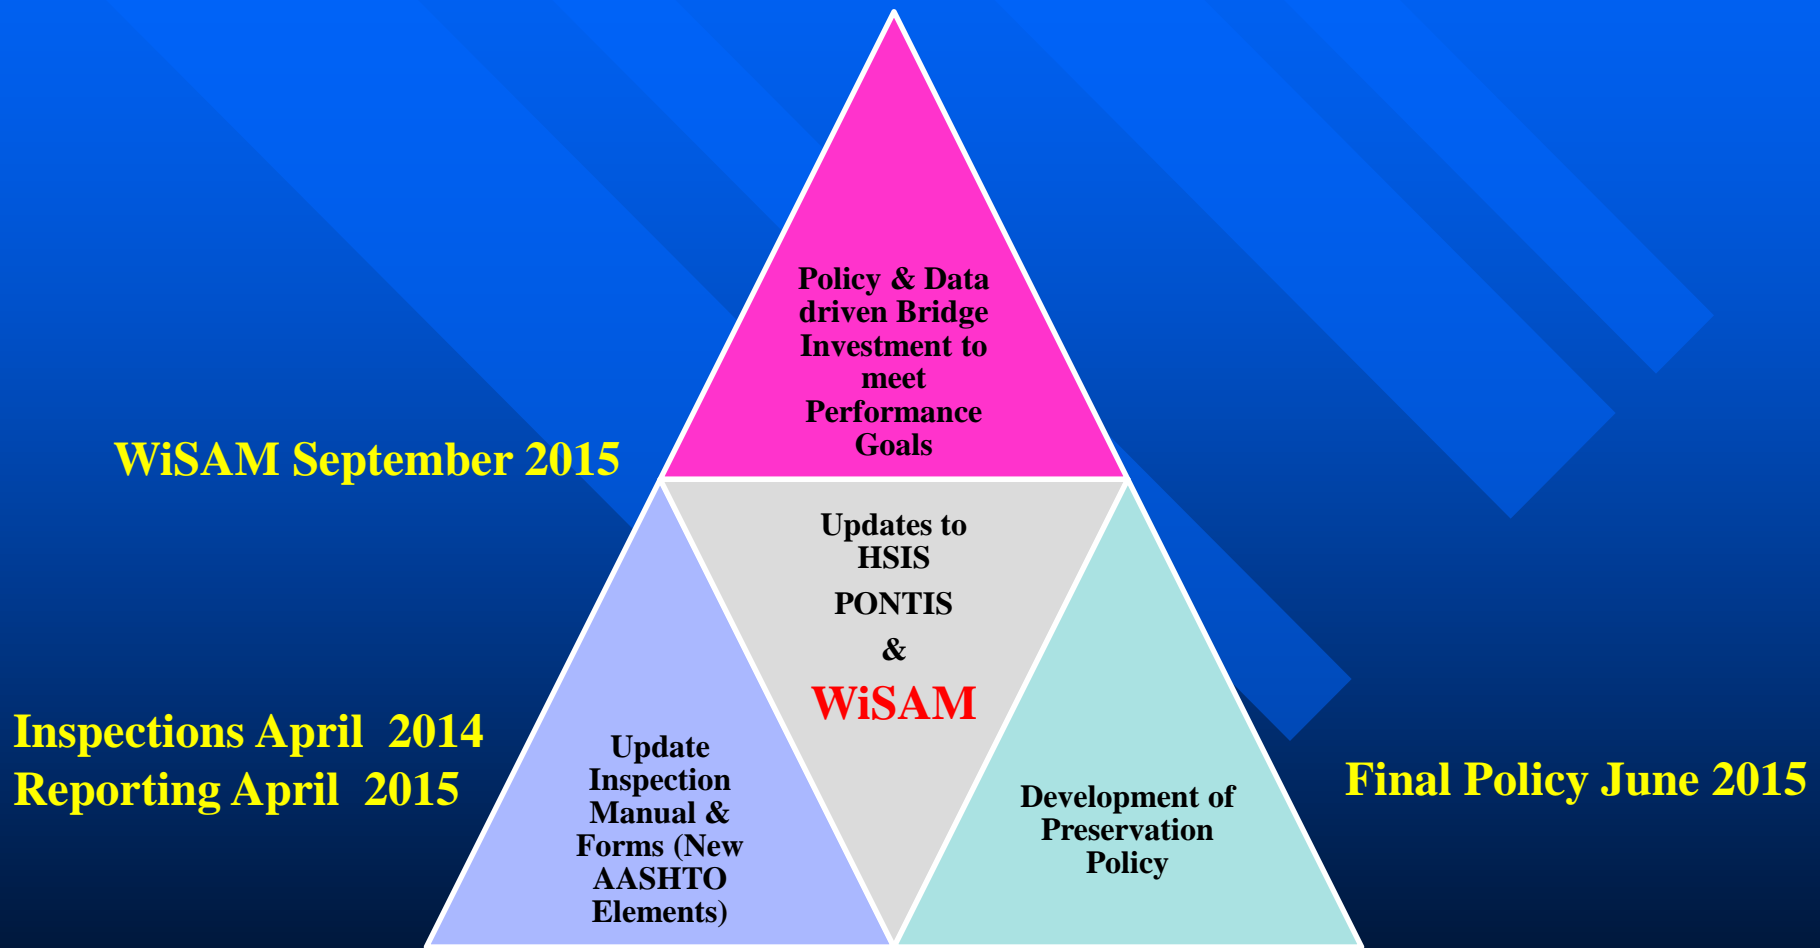 Policy & Data
driven Bridge
Investment to
meet
Performance
Goals
WiSAM September 2015
Updates to
HSIS
PONTIS
&
WiSAM
Inspections April  2014
Reporting April  2015
Update
Inspection
Manual &
Forms (New
AASHTO
Elements)
Development of
Preservation
Policy
Final Policy June 2015